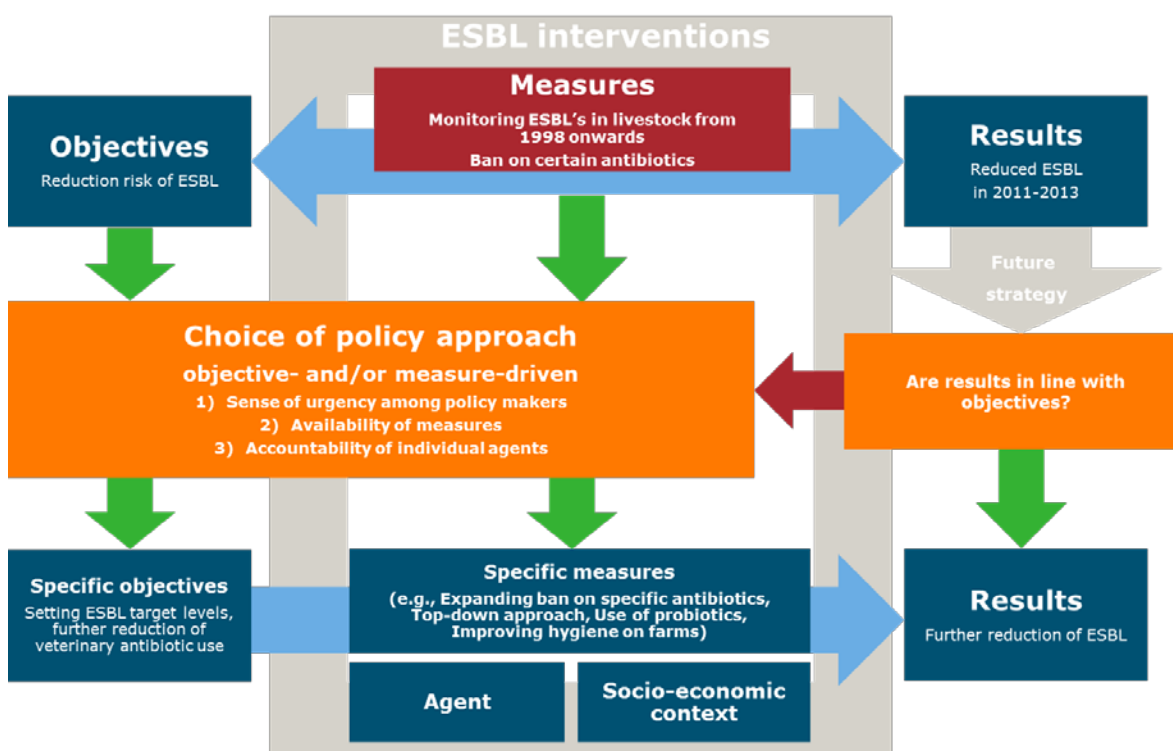 ESBL interventions
Measures
Monitoring ESBL's in livestock from
1998 onwards
Ban on certain antibiotics
Objectives
Reduction risk of ESBL
Results
Reduced ESBL
in 2011-2013
Future
strategy
Choice of policy approach
objective- and/or measure-driven
1) Sense of urgency among policy makers
2) Availability of measures
3) Accountability of individual agents
Are results in line with
objectives?
Specific objectives
Setting ESBL target levels,
further reduction of
veterinary antibiotic use
Specific measures
(e.g., Expanding ban on specific antibiotics,
Top-down approach, Use of probiotics,
Improving hygiene on farms)
Results
Further reduction of ESBL
Agent
Socio-economic
context